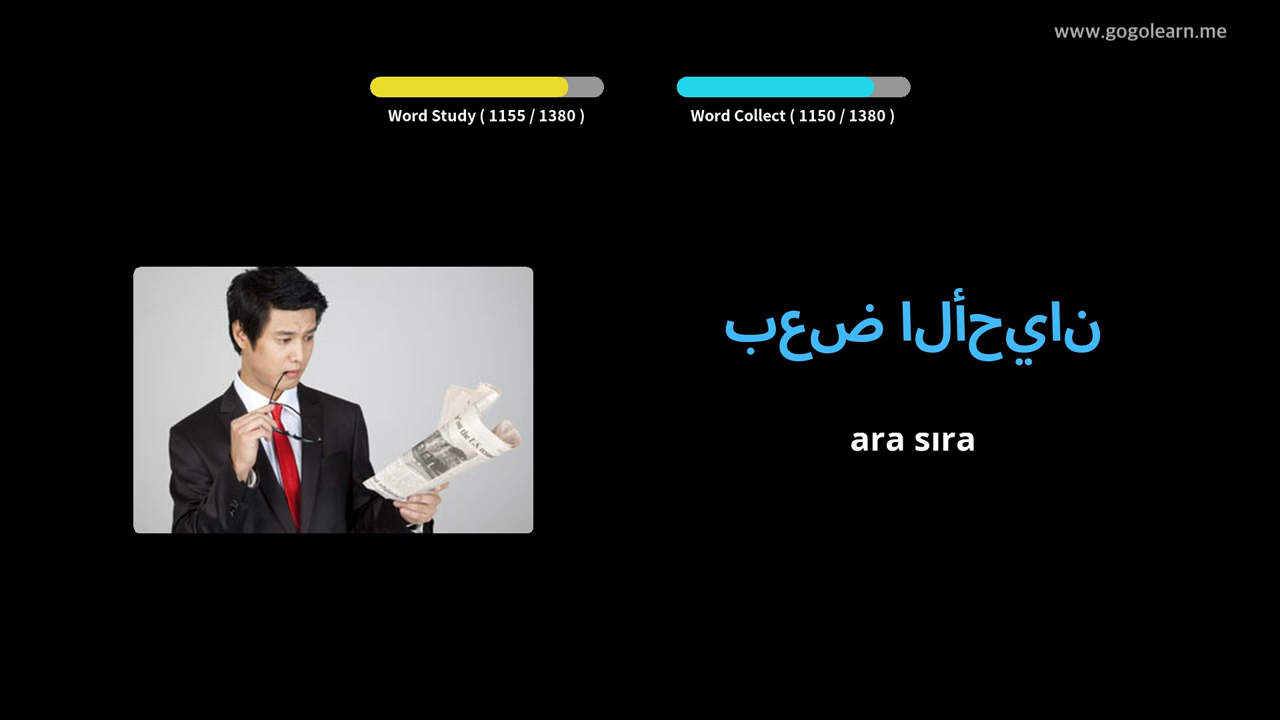 www.gogolearn.me
Word Study ( 1155 / 1380 )
Word Collect ( 1150 / 1380 )
بعض الأحيان
ara sıra